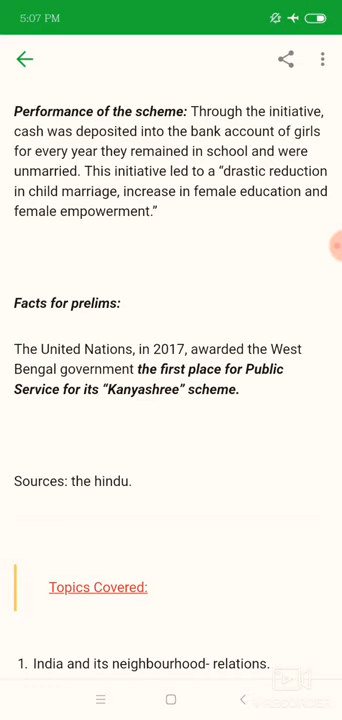 5:07 PM
Performance of the scheme: Through the initiative,
cash was deposited into the bank account of girls
for every year they remained in school and were
unmarried. This initiative led to a “drastic reduction
in child marriage, increase in female education and
female empowerment.”
Facts for prelims:
The United Nations, in 2017, awarded the West
Bengal government the first place for Public
Service for its “Kanyashree” scheme.
Sources: the hindu.
Topics Covered:
1. India and its neighbourhood- relations.
RECORDER